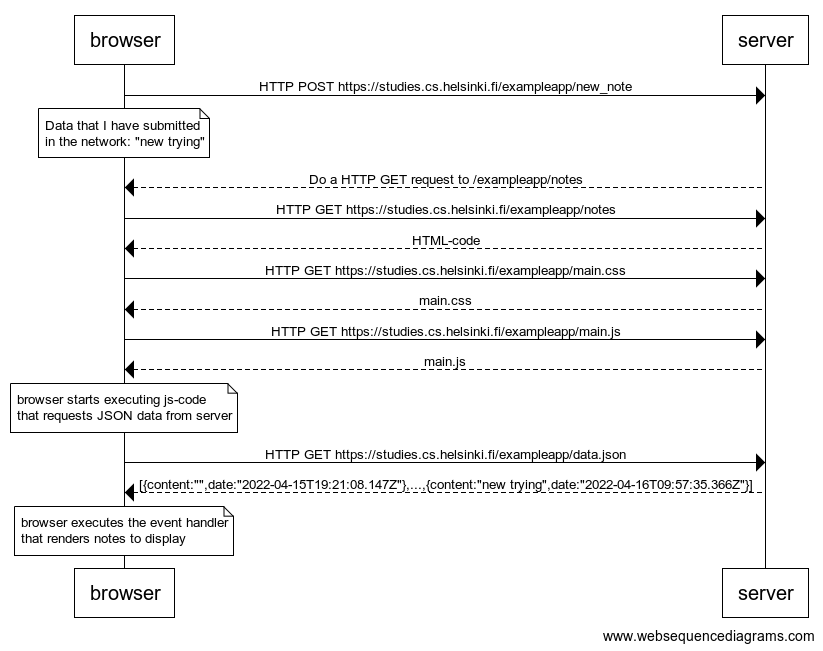 browser
server
HTTP POST https://studies.cs.helsinki.fi/exampleapp/new_note
Data that I have submitted
in the network: "new trying"
Do a HTTP GET request to /exampleapp/notes
HTTP GET https://studies.cs.helsinki.fi/exampleapp/notes
HTML-code
HTTP GET https://studies.cs.helsinki.fi/exampleapp/main.css
main.css
HTTP GET https://studies.cs.helsinki.fi/exampleapp/main.js
main.js
browser starts executing js-code
that requests JSON data from server
HTTP GET https://studies.cs.helsinki.fi/exampleapp/data.json
[{content:"",date:"2022-04-15T19:21:08.147Z"},...,{content:"new trying",date:"2022-04-16T09:57:35.366Z"}]
browser executes the event handler
that renders notes to display
browser
server
www.websequencediagrams.com